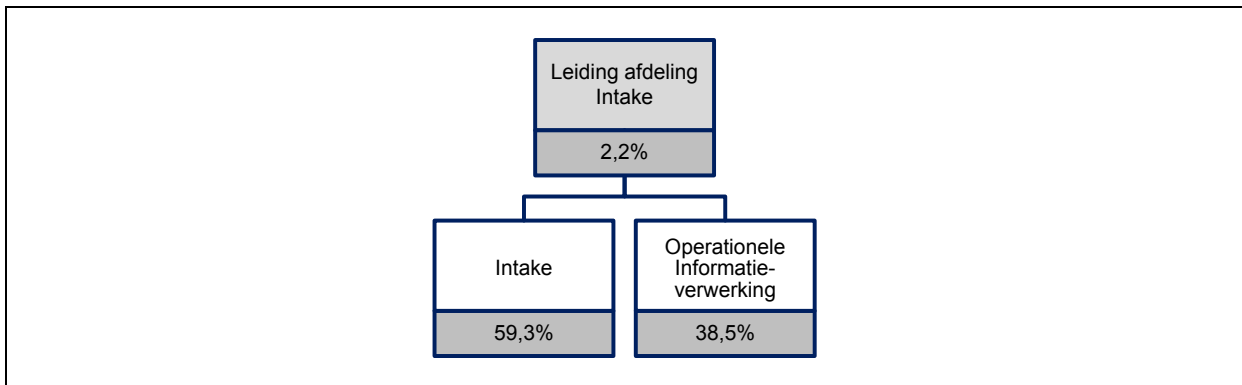 Leiding afdeling
Intake
2,2%
Intake
59,3%
Operationele
Informatie-
verwerking
38,5%